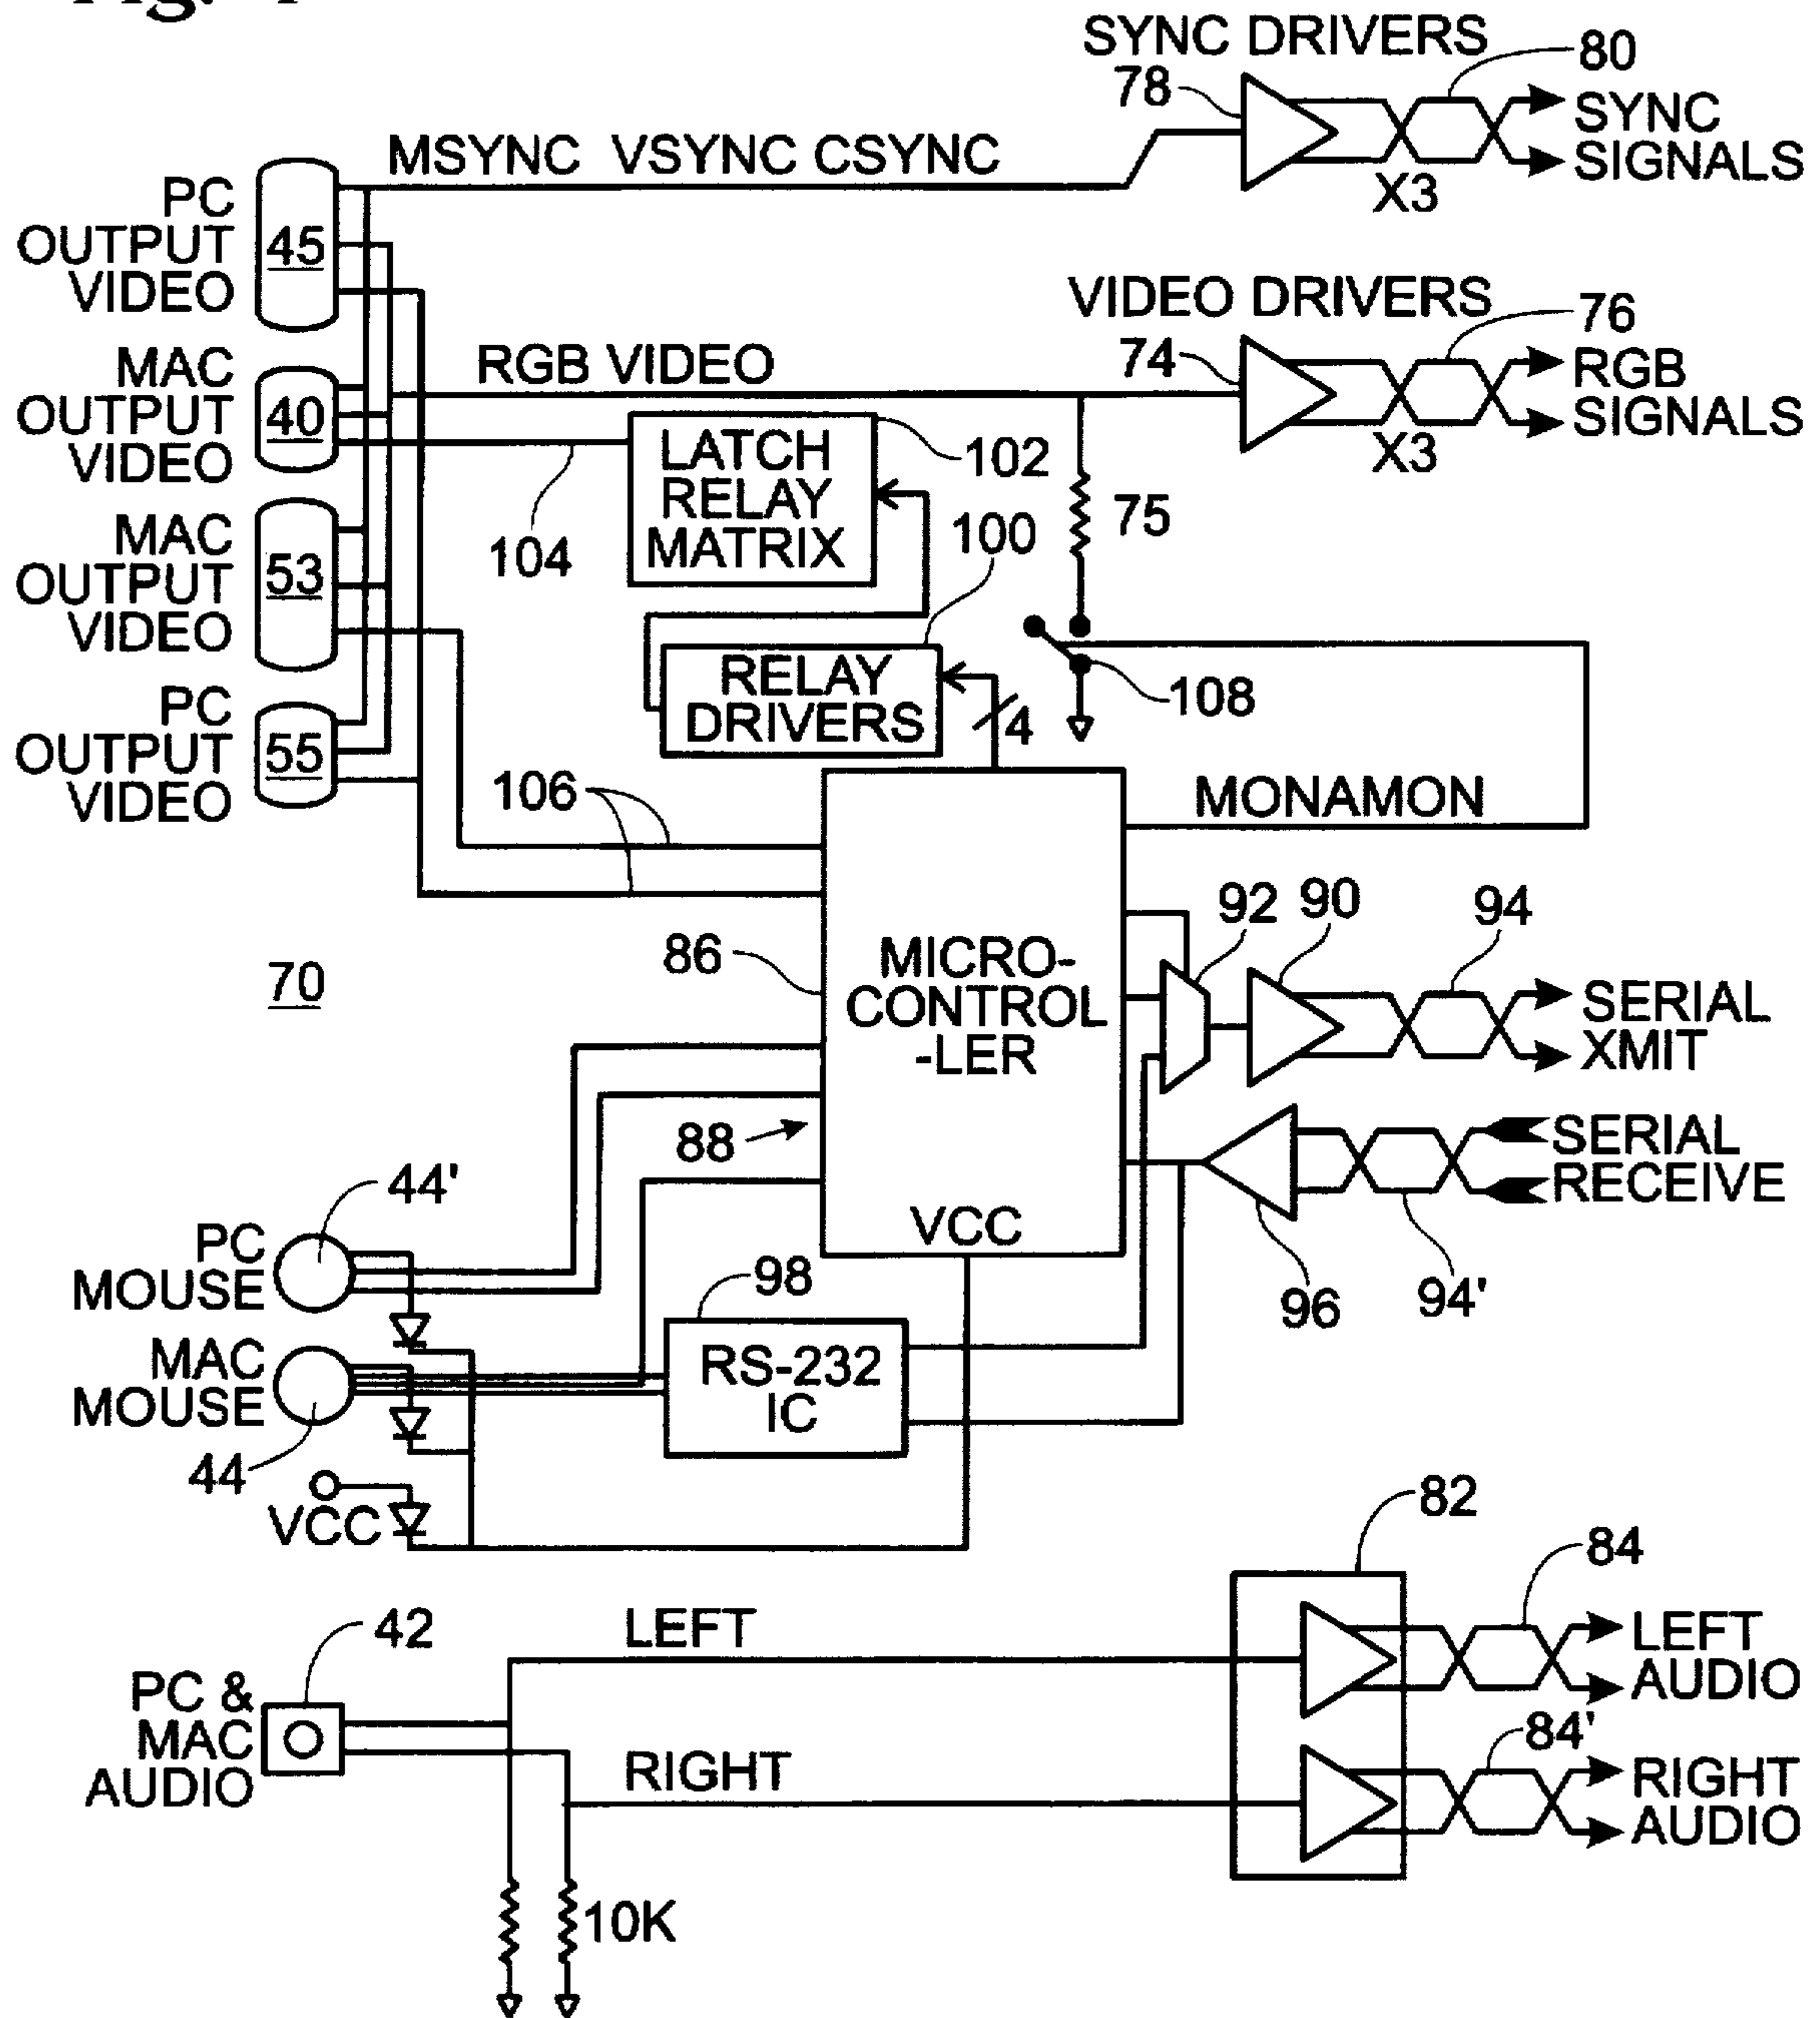 SYNC DRIVERS
80
78
SYNC
SIGNALS
MSYNC VSYNC CSYNC
X3
PC
OUTPUT
VIDEO
45
VIDEO DRIVERS
76
74
RGB
SIGNALS
RGB VIDEO
X3
MAC
OUTPUT
VIDEO
40
LATCH
RELAY
MATRIX
102
104
100
75
MAC
OUTPUT
VIDEO
53
RELAY
DRIVERS
4
108
PC
OUTPUT
VIDEO
55
106
MONAMON
92
90
94
86
MICRO-
CONTROL
-LER
70
SERIAL
XMIT
88
SERIAL
RECEIVE
44'
VCC
96
94'
PC
MOUSE
98
MAC
MOUSE
RS-232
IC
44
VCC
82
84
42
LEFT
LEFT
AUDIO
PC &
MAC
AUDIO
84'
RIGHT
RIGHT
AUDIO
10K